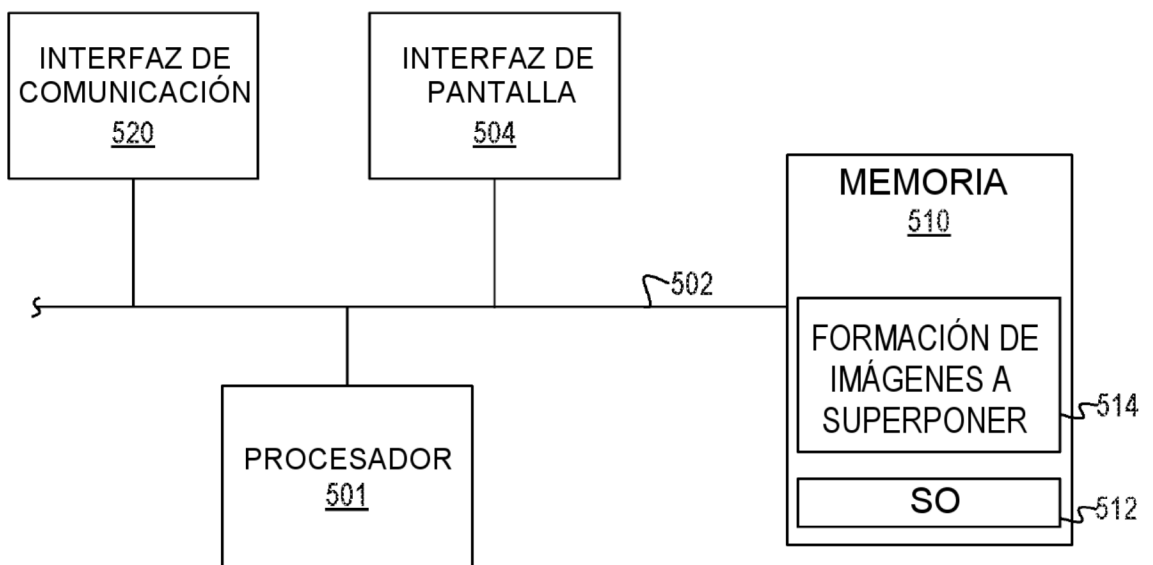 INTERFAZ DE
COMUNICACIÓN
520
INTERFAZ DE
PANTALLA
504
MEMORIA
510
502
FORMACIÓN DE
IMÁGENES A
SUPERPONER
514
PROCESADOR
501
SO
512